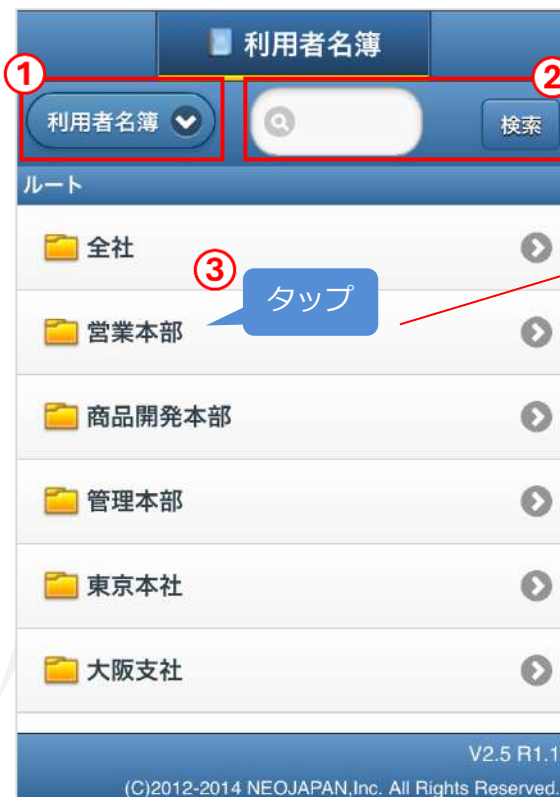 利用者名簿
①
②
利用者名簿
検索
ルート
全社
③
タップ
営業本部
商品開発本部
管理本部
東京本社
大阪支社
V2.5 R1.1
(C)2012-2014 NEOJAPAN,Inc. All Rights Reserved.